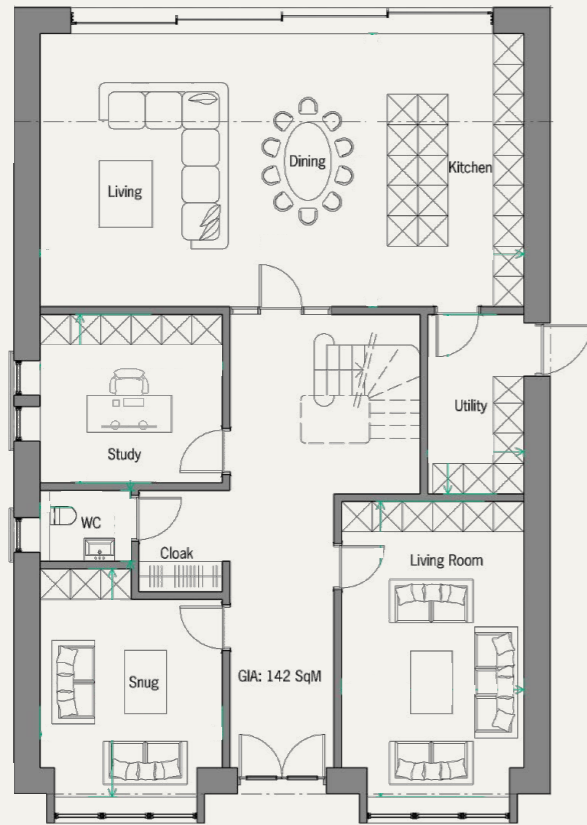 Dining
Kitchen
Living
Utility
Study
WC
Cloak
Living Room
Snug
GIA: 142 SqM